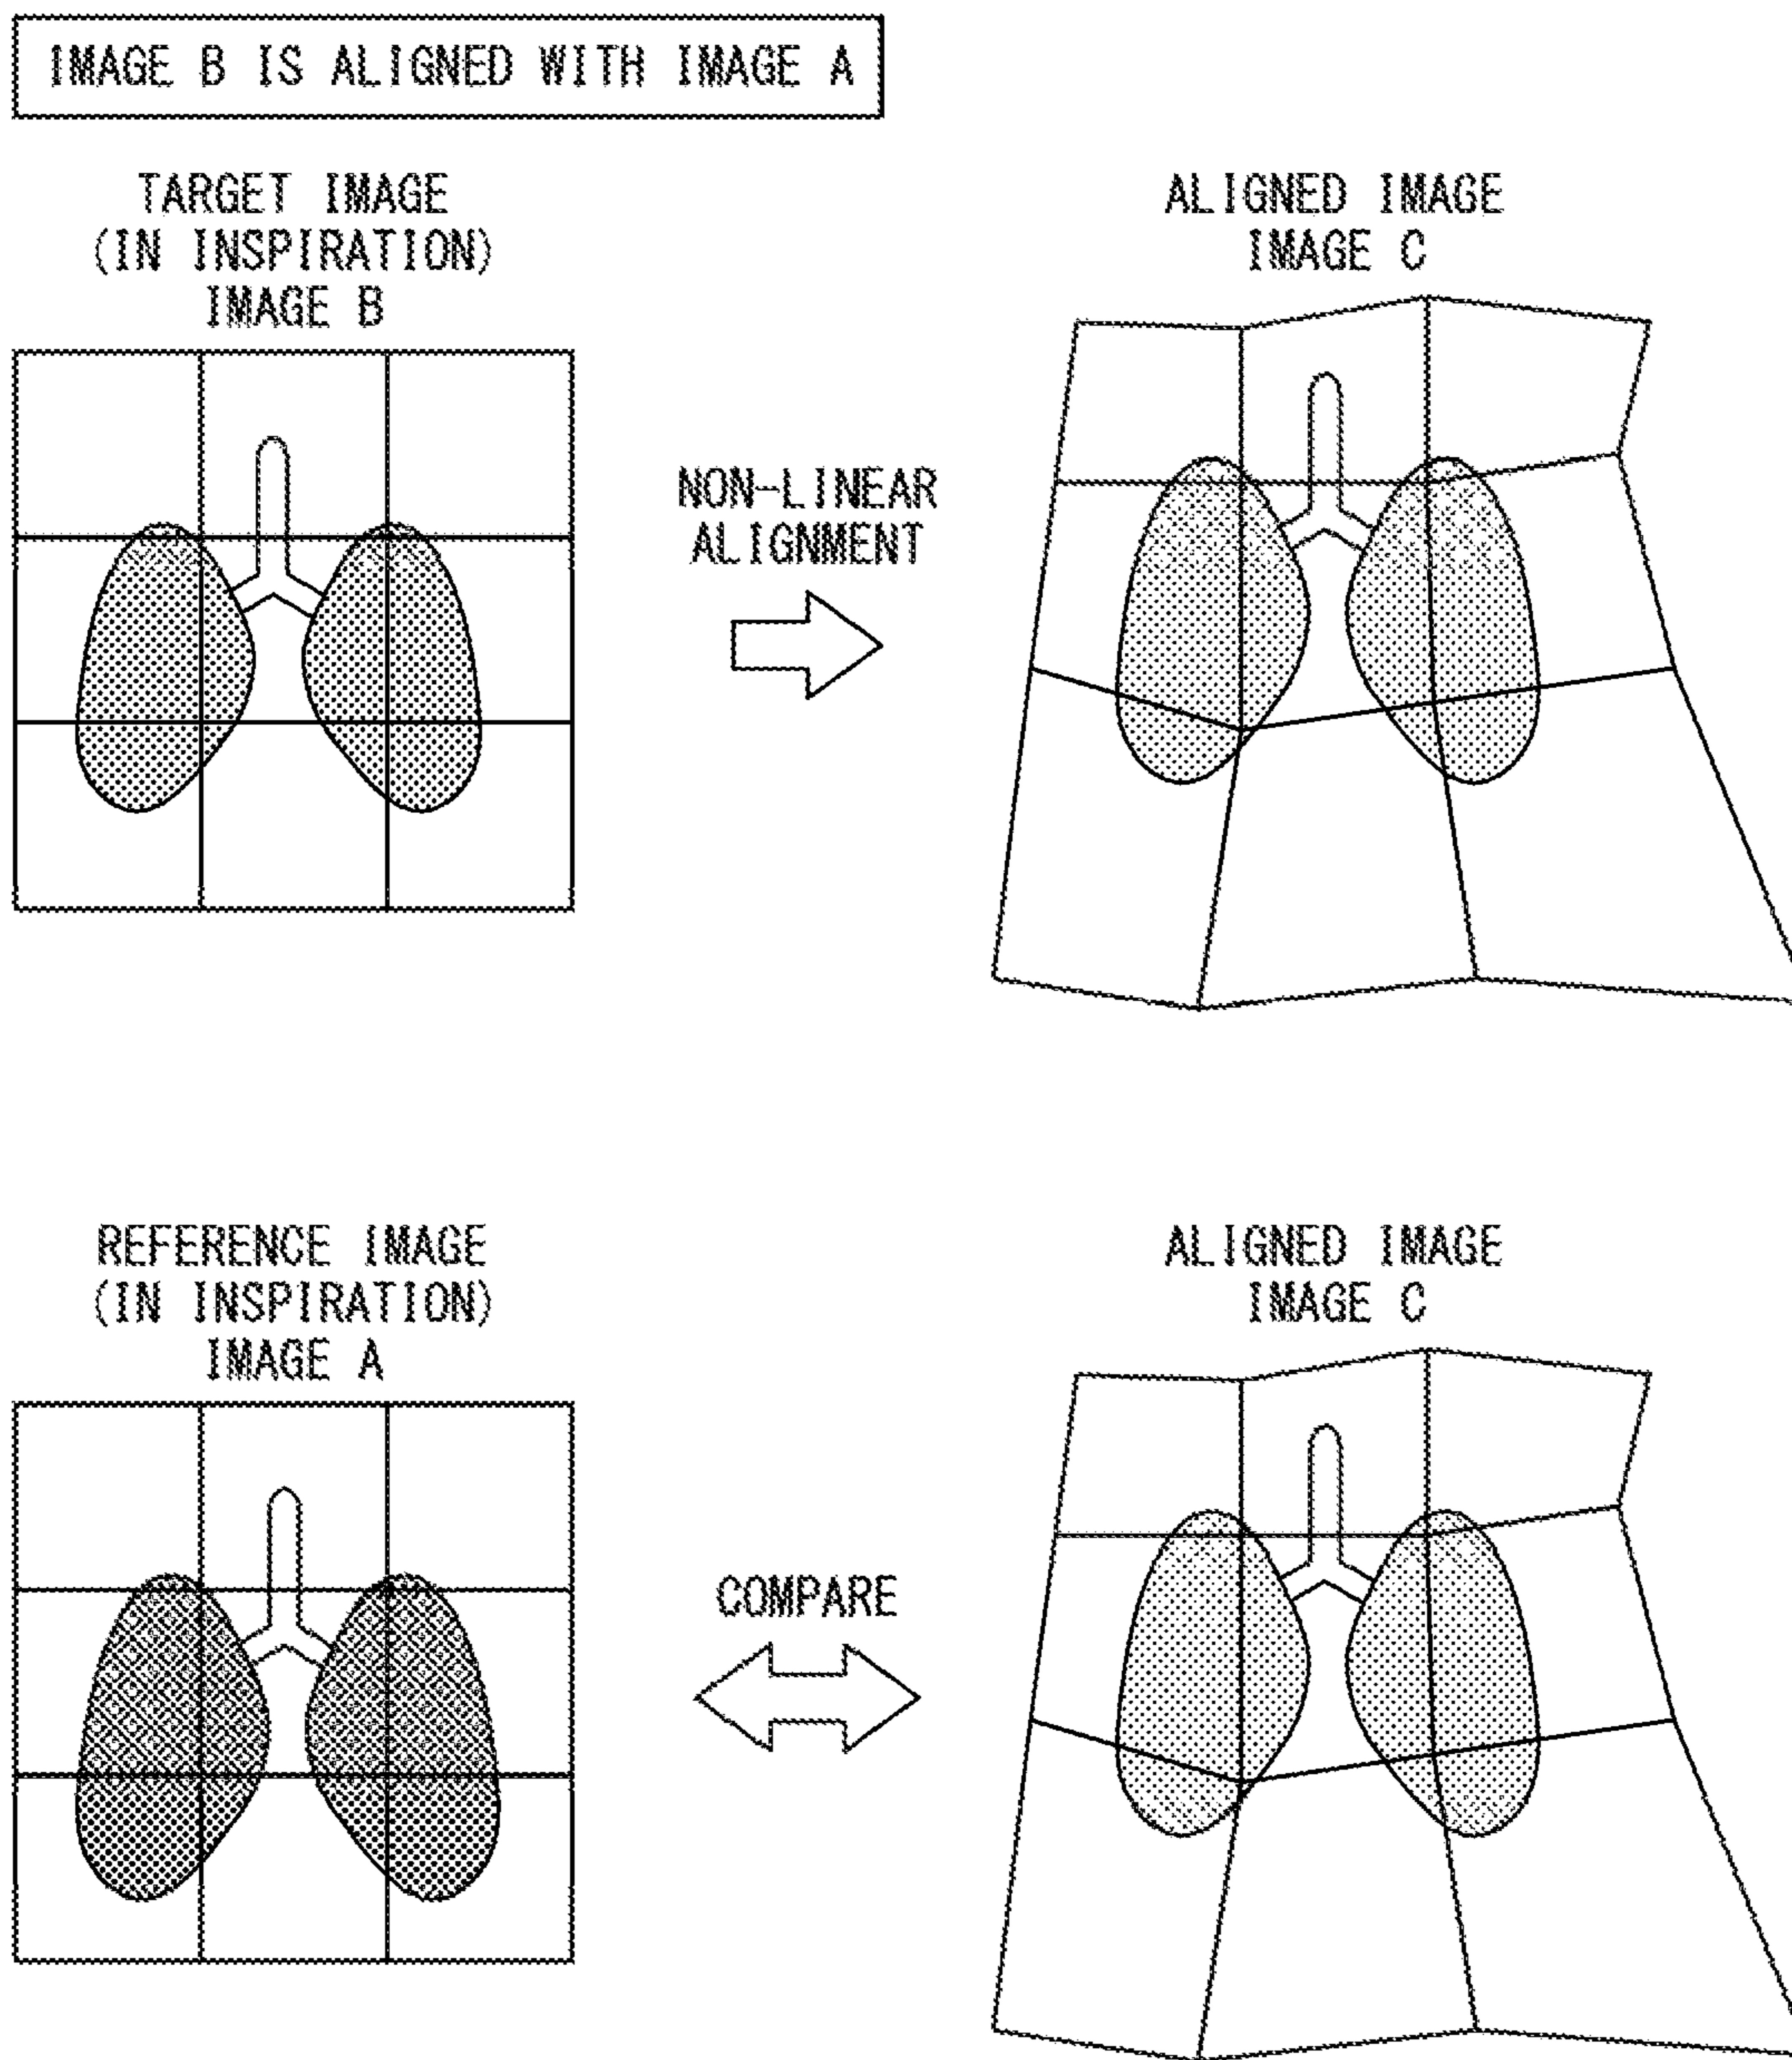 IMAGE B IS ALIGNED WITH IMAGE A
TARGET IMAGE
(IN INSPIRATION)
IMAGE B
NON-LINEAR
ALIGNMENT
ALIGNED IMAGE
IMAGE C
REFERENCE IMAGE
(IN INSPIRATION)
IMAGE A
COMPARE
ALIGNED IMAGE
IMAGE C